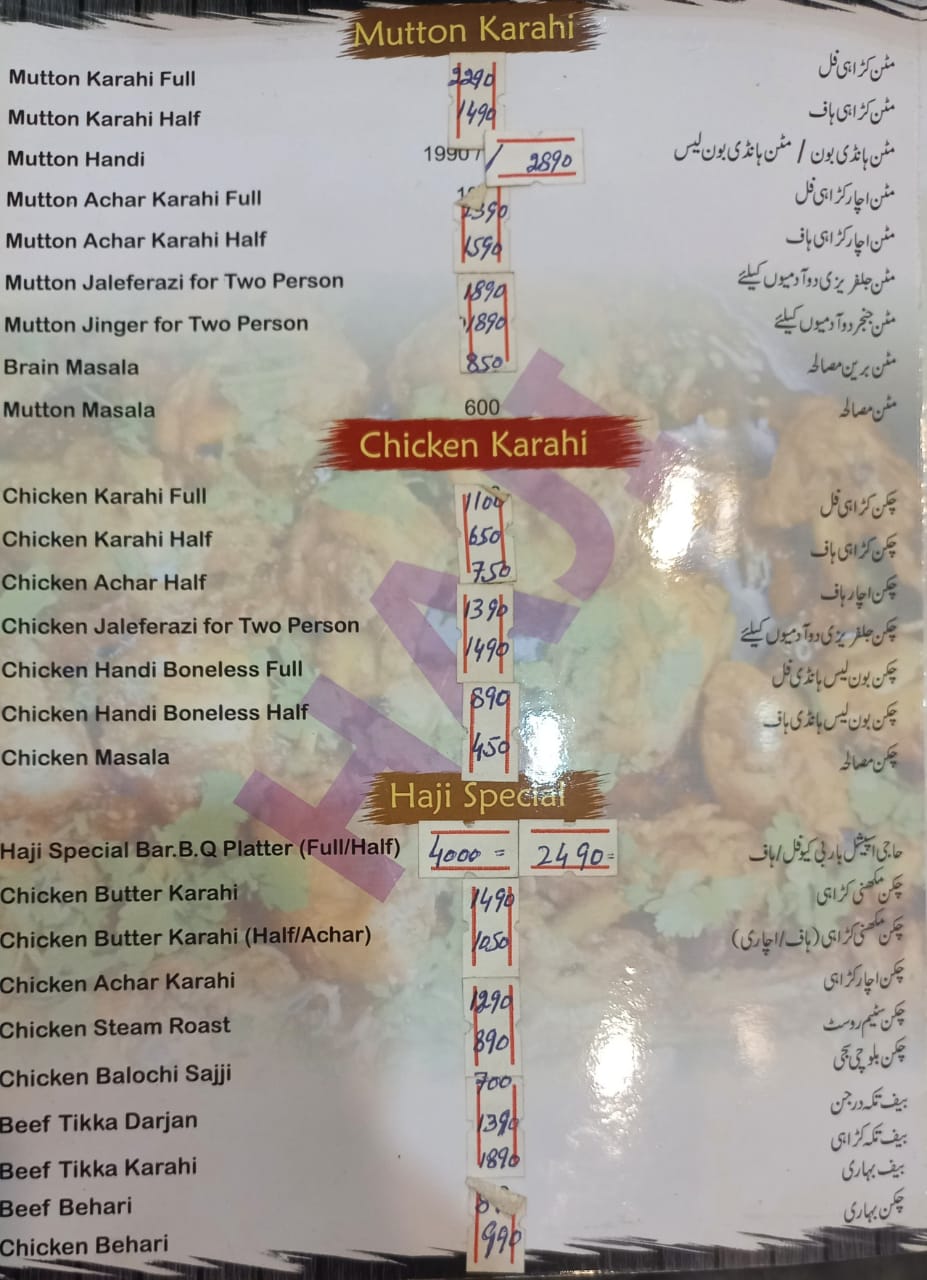 Mutton Karahi
Mutton Karahi Full 2290 مٹن کڑاہی فل
Mutton Karahi Half 1490 مٹن کڑاہی ہاف
Mutton Handi 1990 / 2890 مٹن ہانڈی بون / مٹن ہانڈی بون لیس
Mutton Achar Karahi Full 2390 مٹن اچار کڑاہی فل
Mutton Achar Karahi Half 1590 مٹن اچار کڑاہی ہاف
Mutton Jaleferazi for Two Person 1890 مٹن جلفریزی دو آدمیوں کیلئے
Mutton Jinger for Two Person 1890 مٹن جنجر دو آدمیوں کیلئے
Brain Masala 850 مٹن برین مصالحہ
Mutton Masala 600 مٹن مصالحہ
Chicken Karahi
Chicken Karahi Full 1100 چکن کڑاہی فل
Chicken Karahi Half 650 چکن کڑاہی ہاف
Chicken Achar Half 750 چکن اچار ہاف
Chicken Jaleferazi for Two Person 1390 چکن جلفریزی دو آدمیوں کیلئے
Chicken Handi Boneless Full 1490 چکن بون لیس ہانڈی فل
Chicken Handi Boneless Half 890 چکن بون لیس ہانڈی ہاف
Chicken Masala 450 چکن مصالحہ
HAJI
Haji Special
Haji Special Bar.B.Q Platter (Full/Half) 4000 = 2490 = حاجی اسپیشل بار بی کیو فل/ہاف
Chicken Butter Karahi 1490 چکن مکھنی کڑاہی
Chicken Butter Karahi (Half/Achar) 1050 چکن مکھنی کڑاہی (ہاف/اچاری)
Chicken Achar Karahi 1290 چکن اچار کڑاہی
Chicken Steam Roast 890 چکن سٹیم روسٹ
Chicken Balochi Sajji 700 چکن بلوچی سجی
Beef Tikka Darjan 1390 بیف تکہ درجن
Beef Tikka Karahi 1890 بیف تکہ کڑاہی
Beef Behari بیف بہاری
Chicken Behari 990 چکن بہاری